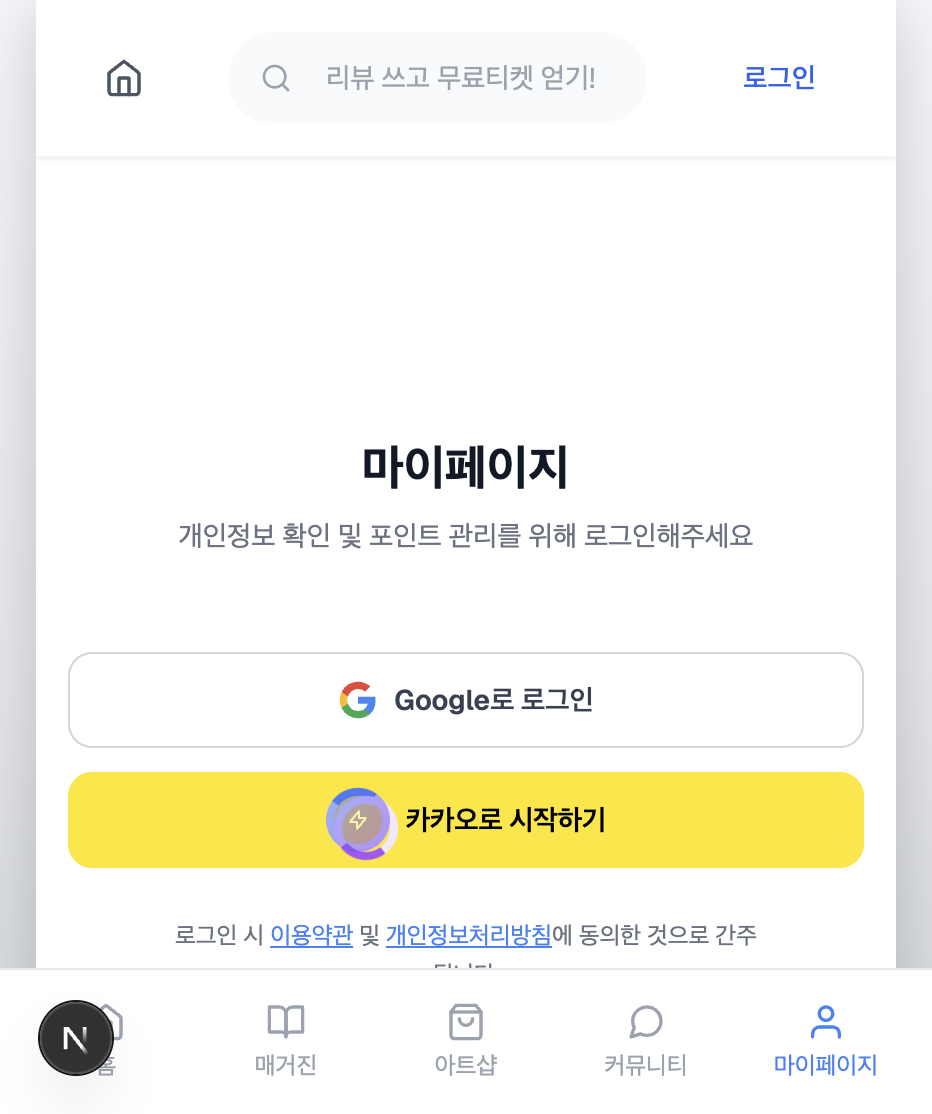 리뷰 쓰고 무료티켓 얻기!
로그인
마이페이지
개인정보 확인 및 포인트 관리를 위해 로그인해주세요
Google로 로그인
카카오로 시작하기
로그인 시 이용약관 및 개인정보처리방침에 동의한 것으로 간주
N
홈
매거진
아트샵
커뮤니티
마이페이지